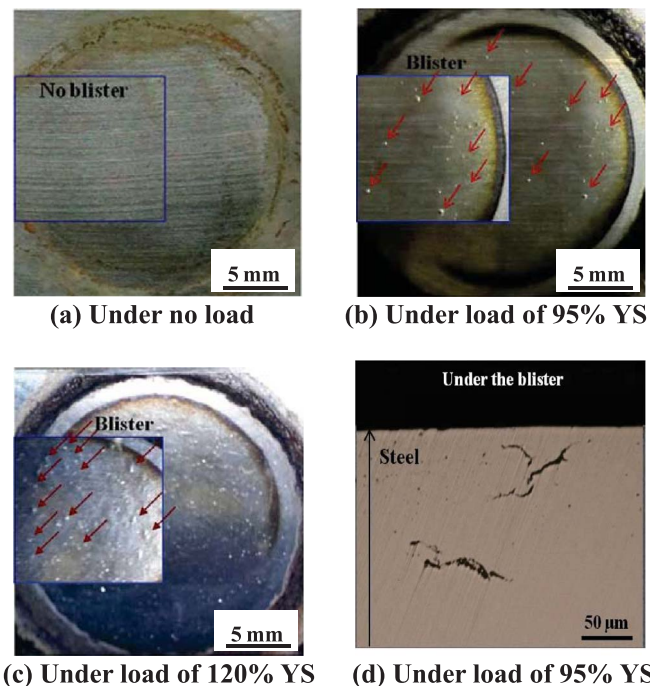 No blister
5 mm
(a) Under no load
Blister
5 mm
(b) Under load of 95% YS
Blister
5 mm
(c) Under load of 120% YS
Under the blister
Steel
50 μm
(d) Under load of 95% YS